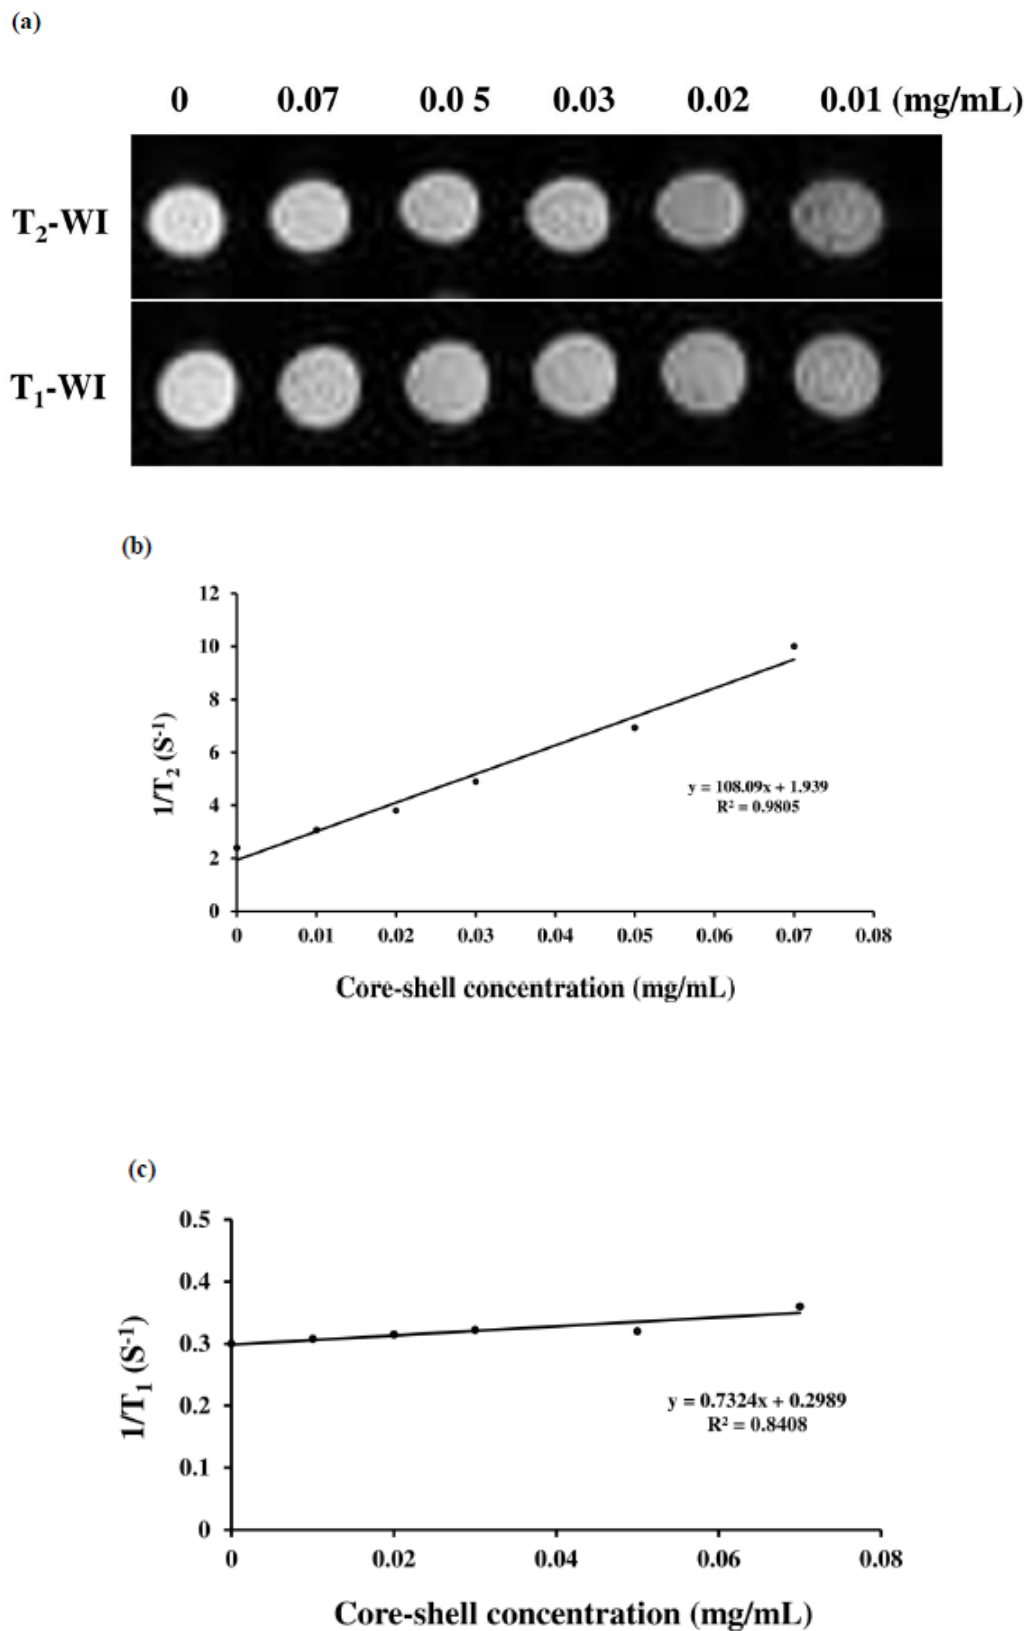 (a)
0 0.07 0.0 5 0.03 0.02 0.01 (mg/mL)
T₂-WI
T₁-WI
(b)
12
10
8
6
4
2
0
1/T₂ (S⁻¹)
y = 108.09x + 1.939
R² = 0.9805
0 0.01 0.02 0.03 0.04 0.05 0.06 0.07 0.08
Core-shell concentration (mg/mL)
(c)
0.5
0.4
0.3
0.2
0.1
0
1/T₁ (S⁻¹)
y = 0.7324x + 0.2989
R² = 0.8408
0 0.02 0.04 0.06 0.08
Core-shell concentration (mg/mL)